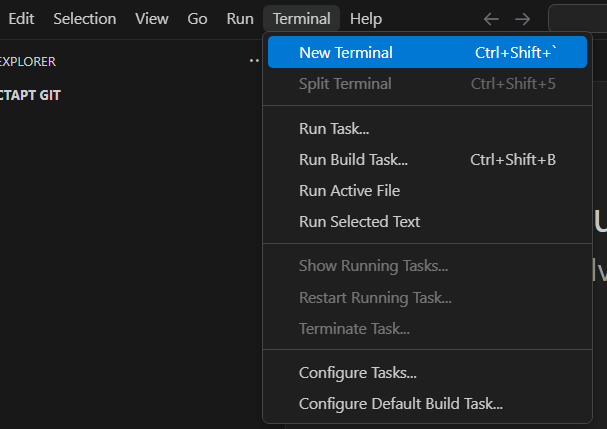 Edit Selection View Go Run Terminal Help
EXPLORER
СТАРТ GIT
New Terminal Ctrl+Shift+`
Split Terminal Ctrl+Shift+5
Run Task...
Run Build Task... Ctrl+Shift+B
Run Active File
Run Selected Text
Show Running Tasks...
Restart Running Task...
Terminate Task...
Configure Tasks...
Configure Default Build Task...